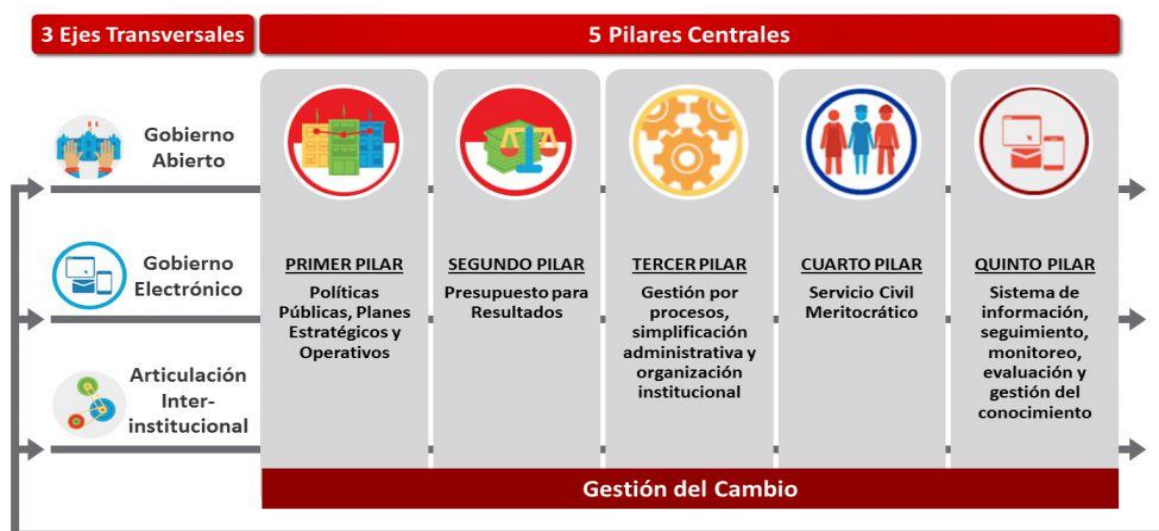 3 Ejes Transversales
5 Pilares Centrales
Gobierno
Abierto
Gobierno
Electrónico
Articulación
Inter-
institucional
PRIMER PILAR
Políticas
Públicas, Planes
Estratégicos y
Operativos
SEGUNDO PILAR
Presupuesto para
Resultados
TERCER PILAR
Gestión por
procesos,
simplificación
administrativa y
organización
institucional
CUARTO PILAR
Servicio Civil
Meritocrático
QUINTO PILAR
Sistema de
información,
seguimiento,
monitoreo,
evaluación y
gestión del
conocimiento
Gestión del Cambio